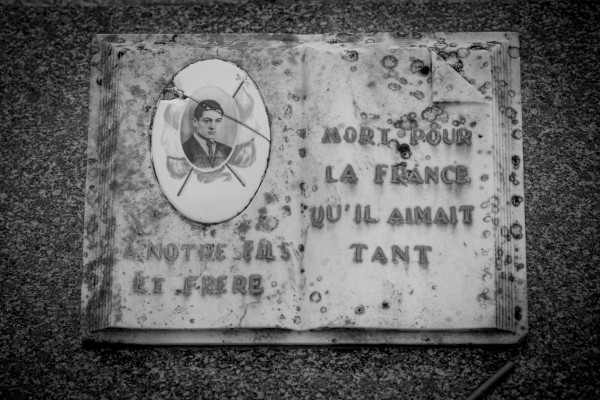 A NOTRE FILS
ET FRERE
MORT POUR
LA FRANCE
QU'IL AIMAIT
TANT